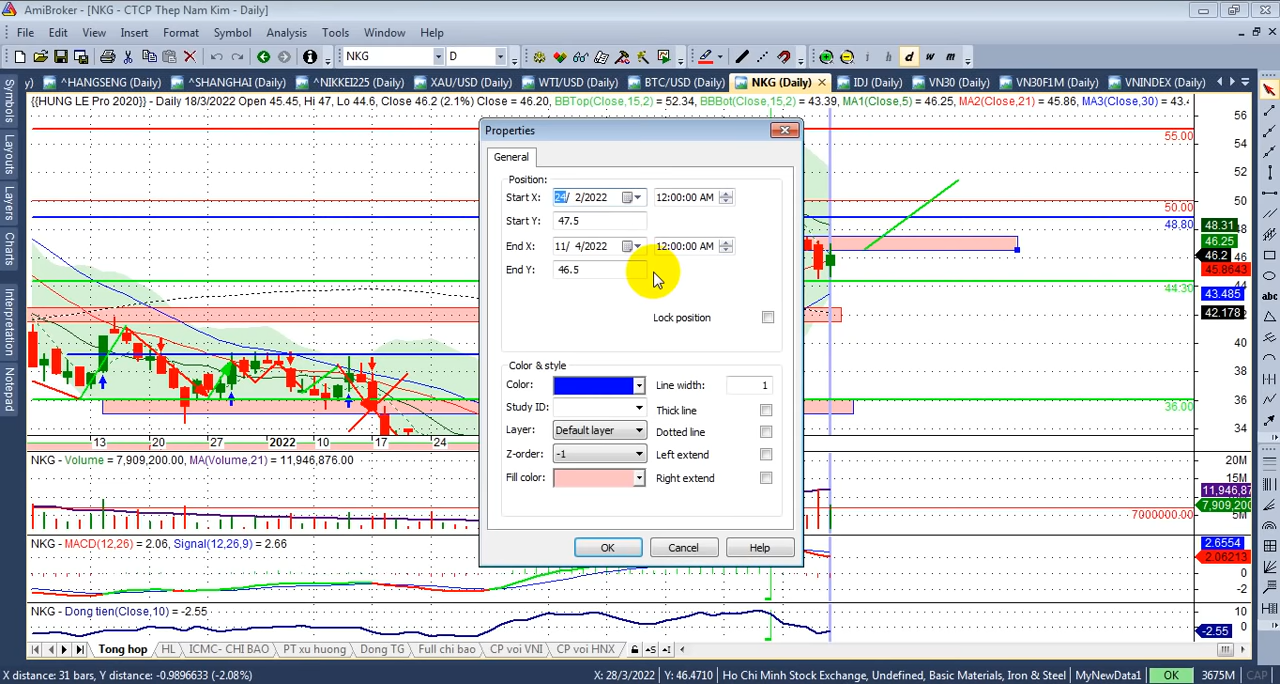 AmiBroker - [NKG - CTCP Thep Nam Kim - Daily]
File Edit View Insert Format Symbol Analysis Tools Window Help
NKG D i h d w m
y) ^HANGSENG (Daily) ^SHANGHAI (Daily) ^NIKKEI225 (Daily) XAU/USD (Daily) WTI/USD (Daily) BTC/USD (Daily) NKG (Daily) IDJ (Daily) VN30 (Daily) VN30F1M (Daily) VNINDEX (Daily)
{{HUNG LE Pro 2020}} - Daily 18/3/2022 Open 45.45, Hi 47, Lo 44.6, Close 46.2 (2.1%) Close = 46.20, BBTop(Close,15,2) = 52.34, BBBot(Close,15,2) = 43.39, MA1(Close,5) = 46.25, MA2(Close,21) = 45.86, MA3(Close,30) = 43.4
Symbols
Layouts
Layers
Charts
Interpretation
Notepad
Properties
General
Position:
Start X: 24/ 2/2022 12:00:00 AM
Start Y: 47.5
End X: 11/ 4/2022 12:00:00 AM
End Y: 46.5
Lock position
Color & style
Color: Line width: 1
Study ID: Thick line
Layer: Default layer Dotted line
Z-order: -1 Left extend
Fill color: Right extend
OK Cancel Help
56
55.00
54
52
50.00
50
48.80
48.31
48
46.25
46.2
46
45.8643
44.30
44
43.485
42.178
40
38
36.00
36
34
13 20 27 2022 10 17 24
NKG - Volume = 7,909,200.00, MA(Volume,21) = 11,946,876.00
20M
15M
11,946,87
7,909,200
7000000.00
5M
NKG - MACD(12,26) = 2.06, Signal(12,26,9) = 2.66
2.6554
2.06213
0
-2
NKG - Dong tien(Close,10) = -2.55
10
0
-2.55
Tong hop HL ICMC- CHI BAO PT xu huong Dong TG Full chi bao CP voi VNI CP voi HNX
X distance: 31 bars, Y distance: -0.9896633 (-2.08%) X: 28/3/2022 Y: 46.4710 Ho Chi Minh Stock Exchange, Undefined, Basic Materials, Iron & Steel MyNewData1 OK 3675M CAP